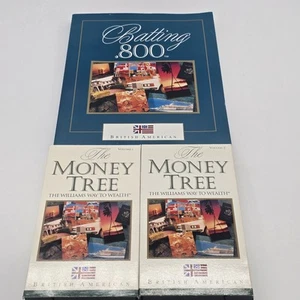 Batting
.800
BRITISH AMERICAN
The
MONEY
TREE
THE WILLIAMS WAY TO WEALTH
BRITISH AMERICAN
The
MONEY
TREE
THE WILLIAMS WAY TO WEALTH
BRITISH AMERICAN